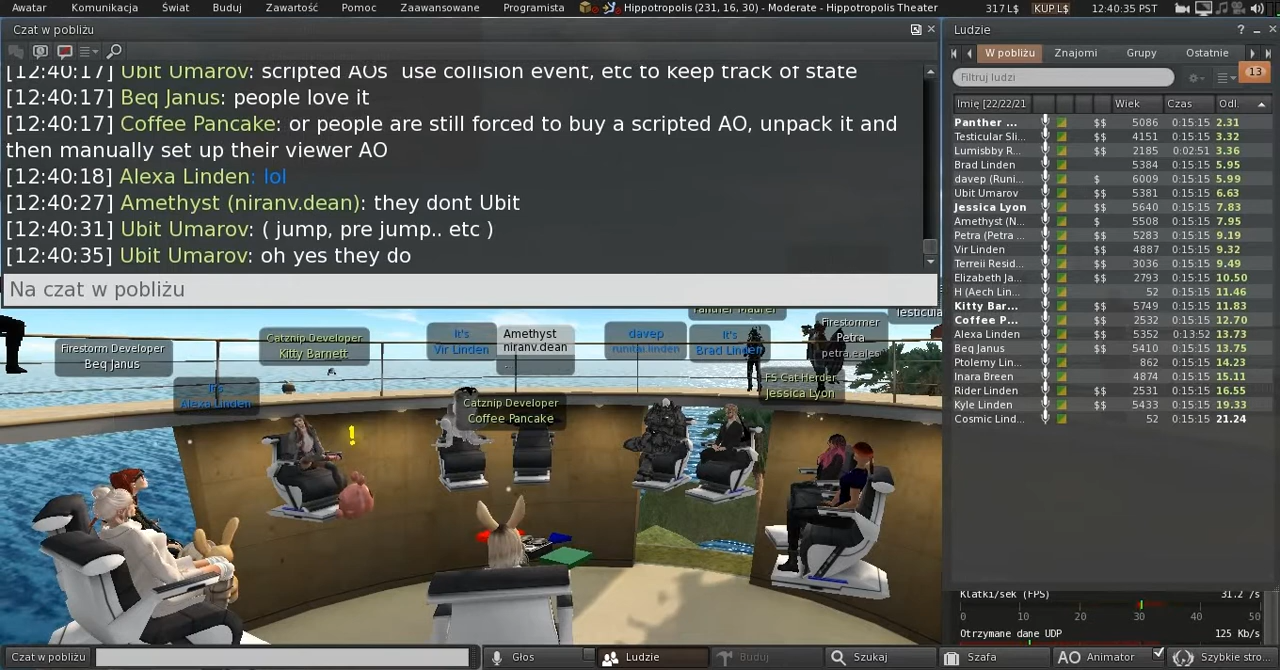 Awatar Komunikacja Świat Buduj Zawartość Pomoc Zaawansowane Programista Hippotropolis (231, 16, 30) - Moderate - Hippotropolis Theater 317 L$ KUP L$ 12:40:35 PST
Czat w pobliżu
[12:40:17] Ubit Umarov: scripted AOs use collision event, etc to keep track of state
[12:40:17] Beq Janus: people love it
[12:40:17] Coffee Pancake: or people are still forced to buy a scripted AO, unpack it and
then manually set up their viewer AO
[12:40:18] Alexa Linden: lol
[12:40:27] Amethyst (niranv.dean): they dont Ubit
[12:40:31] Ubit Umarov: ( jump, pre jump.. etc )
[12:40:35] Ubit Umarov: oh yes they do
Na czat w pobliżu
Firestorm Developer
Beq Janus
It's
Alexa Linden
Catznip Developer
Kitty Barnett
It's
Vir Linden
Amethyst
niranv.dean
Catznip Developer
Coffee Pancake
davep
runitai.linden
It's
Brad Linden
Panther Maurer
Firestormer
Petra
petra.eales
FS Cat Herder
Jessica Lyon
!
Ludzie
? _ ×
W pobliżu Znajomi Grupy Ostatnie
Filtruj ludzi
13
Imię [22/22/21 Wiek Czas Odl.
Panther ... $$ 5086 0:15:15 2.31
Testicular Sli... $$ 4151 0:15:15 3.32
Lumisbby R... $$ 2185 0:02:51 3.36
Brad Linden 5384 0:15:15 5.95
davep (Runi... $ 6009 0:15:15 5.99
Ubit Umarov $$ 5381 0:15:15 6.63
Jessica Lyon $$ 5640 0:15:15 7.83
Amethyst (N... $ 5508 0:15:15 7.95
Petra (Petra ... $$ 5283 0:15:15 9.19
Vir Linden $$ 4887 0:15:15 9.32
Terreii Resid... $$ 3036 0:15:15 9.49
Elizabeth Ja... $$ 2793 0:15:15 10.50
H (Aech Lin... 52 0:15:15 11.46
Kitty Bar... $$ 5749 0:15:15 11.83
Coffee P... $$ 2532 0:15:15 12.70
Alexa Linden $$ 5352 0:13:52 13.73
Beq Janus $$ 5410 0:15:15 13.75
Ptolemy Lin... 862 0:15:15 14.23
Inara Breen 4874 0:15:15 15.11
Rider Linden $$ 2531 0:15:15 16.55
Kyle Linden $$ 5433 0:15:15 19.33
Cosmic Lind... 52 0:15:15 21.24
Klatki/sek (FPS) 31.2 /s
0 10 20 30 40 50
Otrzymane dane UDP 125 Kb/s
Czat w pobliżu Głos Ludzie Buduj Szukaj Szafa AO Animator Szybkie stro...